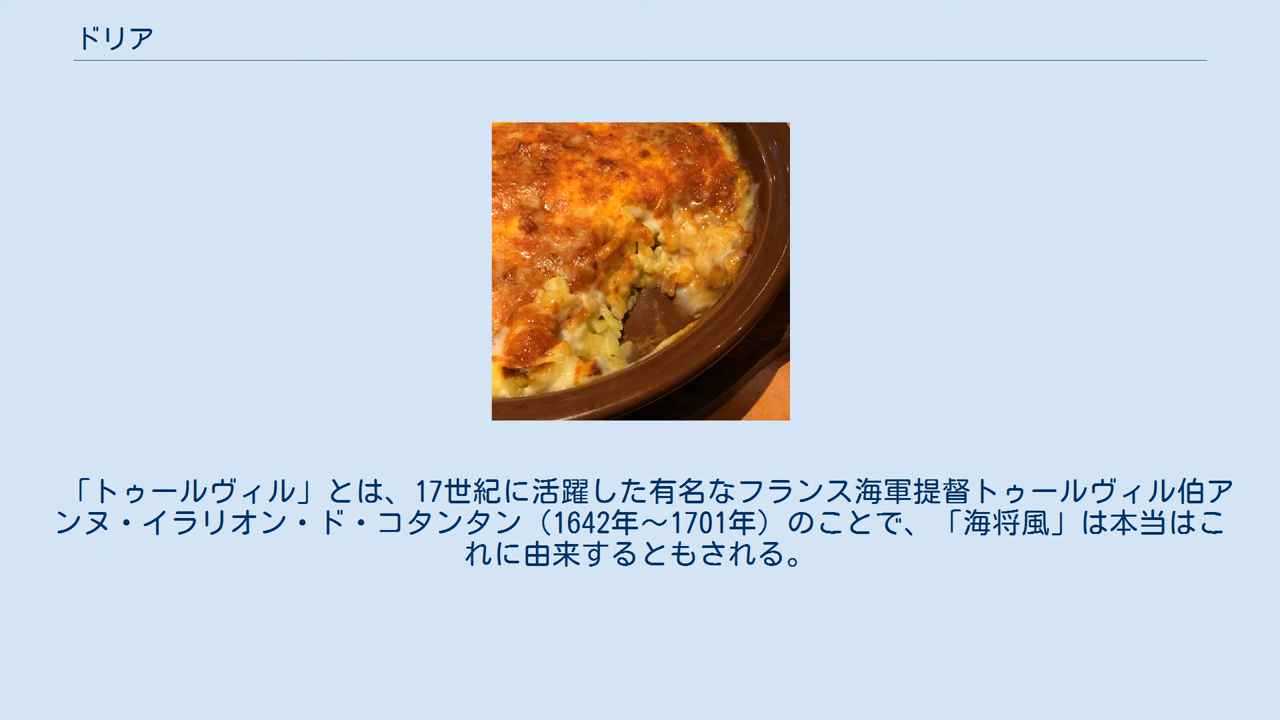 ドリア
「トゥールヴィル」とは、17世紀に活躍した有名なフランス海軍提督トゥールヴィル伯ア
ンヌ・イラリオン・ド・コタンタン（1642年〜1701年）のことで、「海将風」は本当はこ
れに由来するともされる。